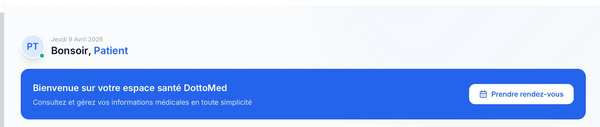 PT
Jeudi 9 Avril 2026
Bonsoir, Patient
Bienvenue sur votre espace santé DottoMed
Consultez et gérez vos informations médicales en toute simplicité
Prendre rendez-vous